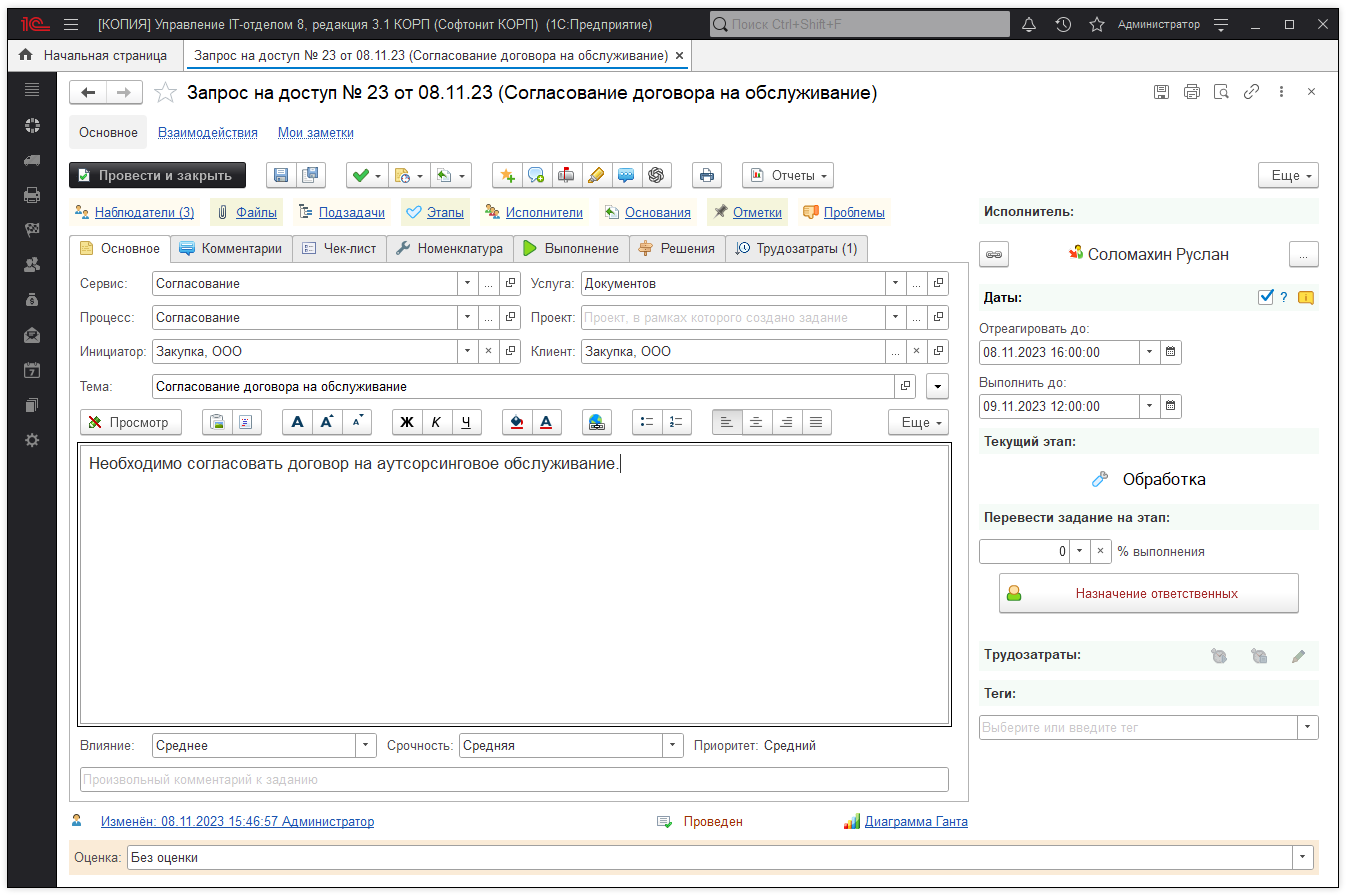 [КОПИЯ] Управление IT-отделом 8, редакция 3.1 КОРП (Софтонит КОРП) (1С:Предприятие)
Поиск Ctrl+Shift+F
Администратор
Начальная страница
Запрос на доступ № 23 от 08.11.23 (Согласование договора на обслуживание) ×
Запрос на доступ № 23 от 08.11.23 (Согласование договора на обслуживание)
Основное Взаимодействия Мои заметки
Провести и закрыть Отчеты Еще
Наблюдатели (3) Файлы Подзадачи Этапы Исполнители Основания Отметки Проблемы
Основное Комментарии Чек-лист Номенклатура Выполнение Решения Трудозатраты (1)
Сервис: Согласование ... Услуга: Документов ...
Процесс: Согласование ... Проект: Проект, в рамках которого создано задание ...
Инициатор: Закупка, ООО × Клиент: Закупка, ООО ... ×
Тема: Согласование договора на обслуживание
Просмотр A A A Ж К Ч A Еще
Необходимо согласовать договор на аутсорсинговое обслуживание.
Влияние: Среднее Срочность: Средняя Приоритет: Средний
Произвольный комментарий к заданию
Изменён: 08.11.2023 15:46:57 Администратор Проведен Диаграмма Ганта
Оценка: Без оценки
Исполнитель:
Соломахин Руслан ...
Даты: ?
Отреагировать до:
08.11.2023 16:00:00
Выполнить до:
09.11.2023 12:00:00
Текущий этап:
Обработка
Перевести задание на этап:
0 × % выполнения
Назначение ответственных
Трудозатраты:
Теги:
Выберите или введите тег